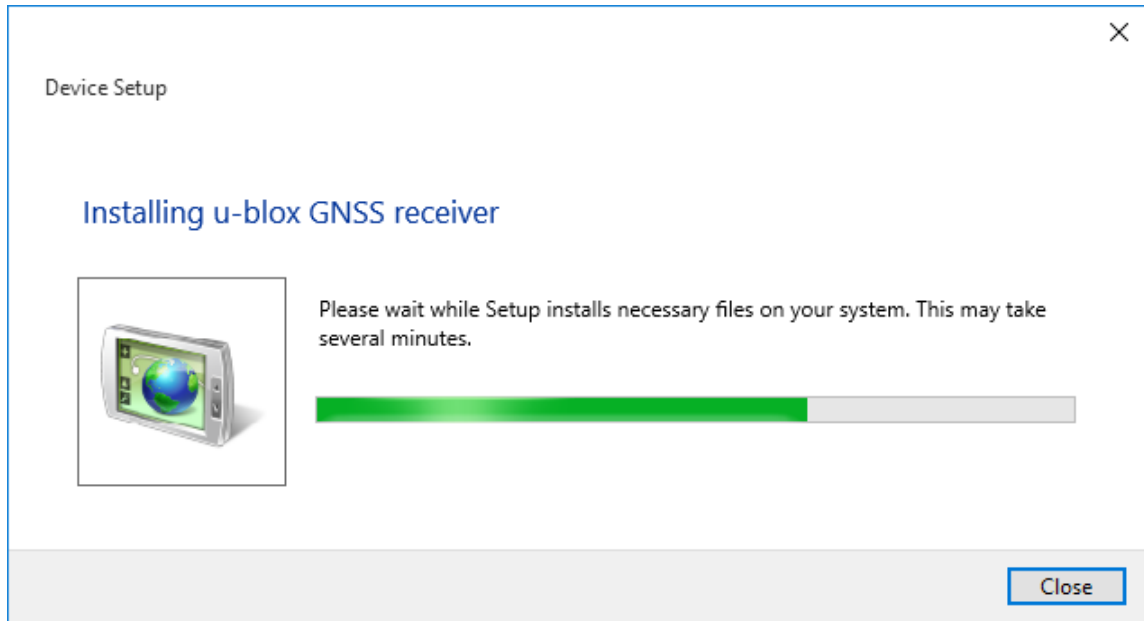 Device Setup
Installing u-blox GNSS receiver
Please wait while Setup installs necessary files on your system. This may take
several minutes.
Close